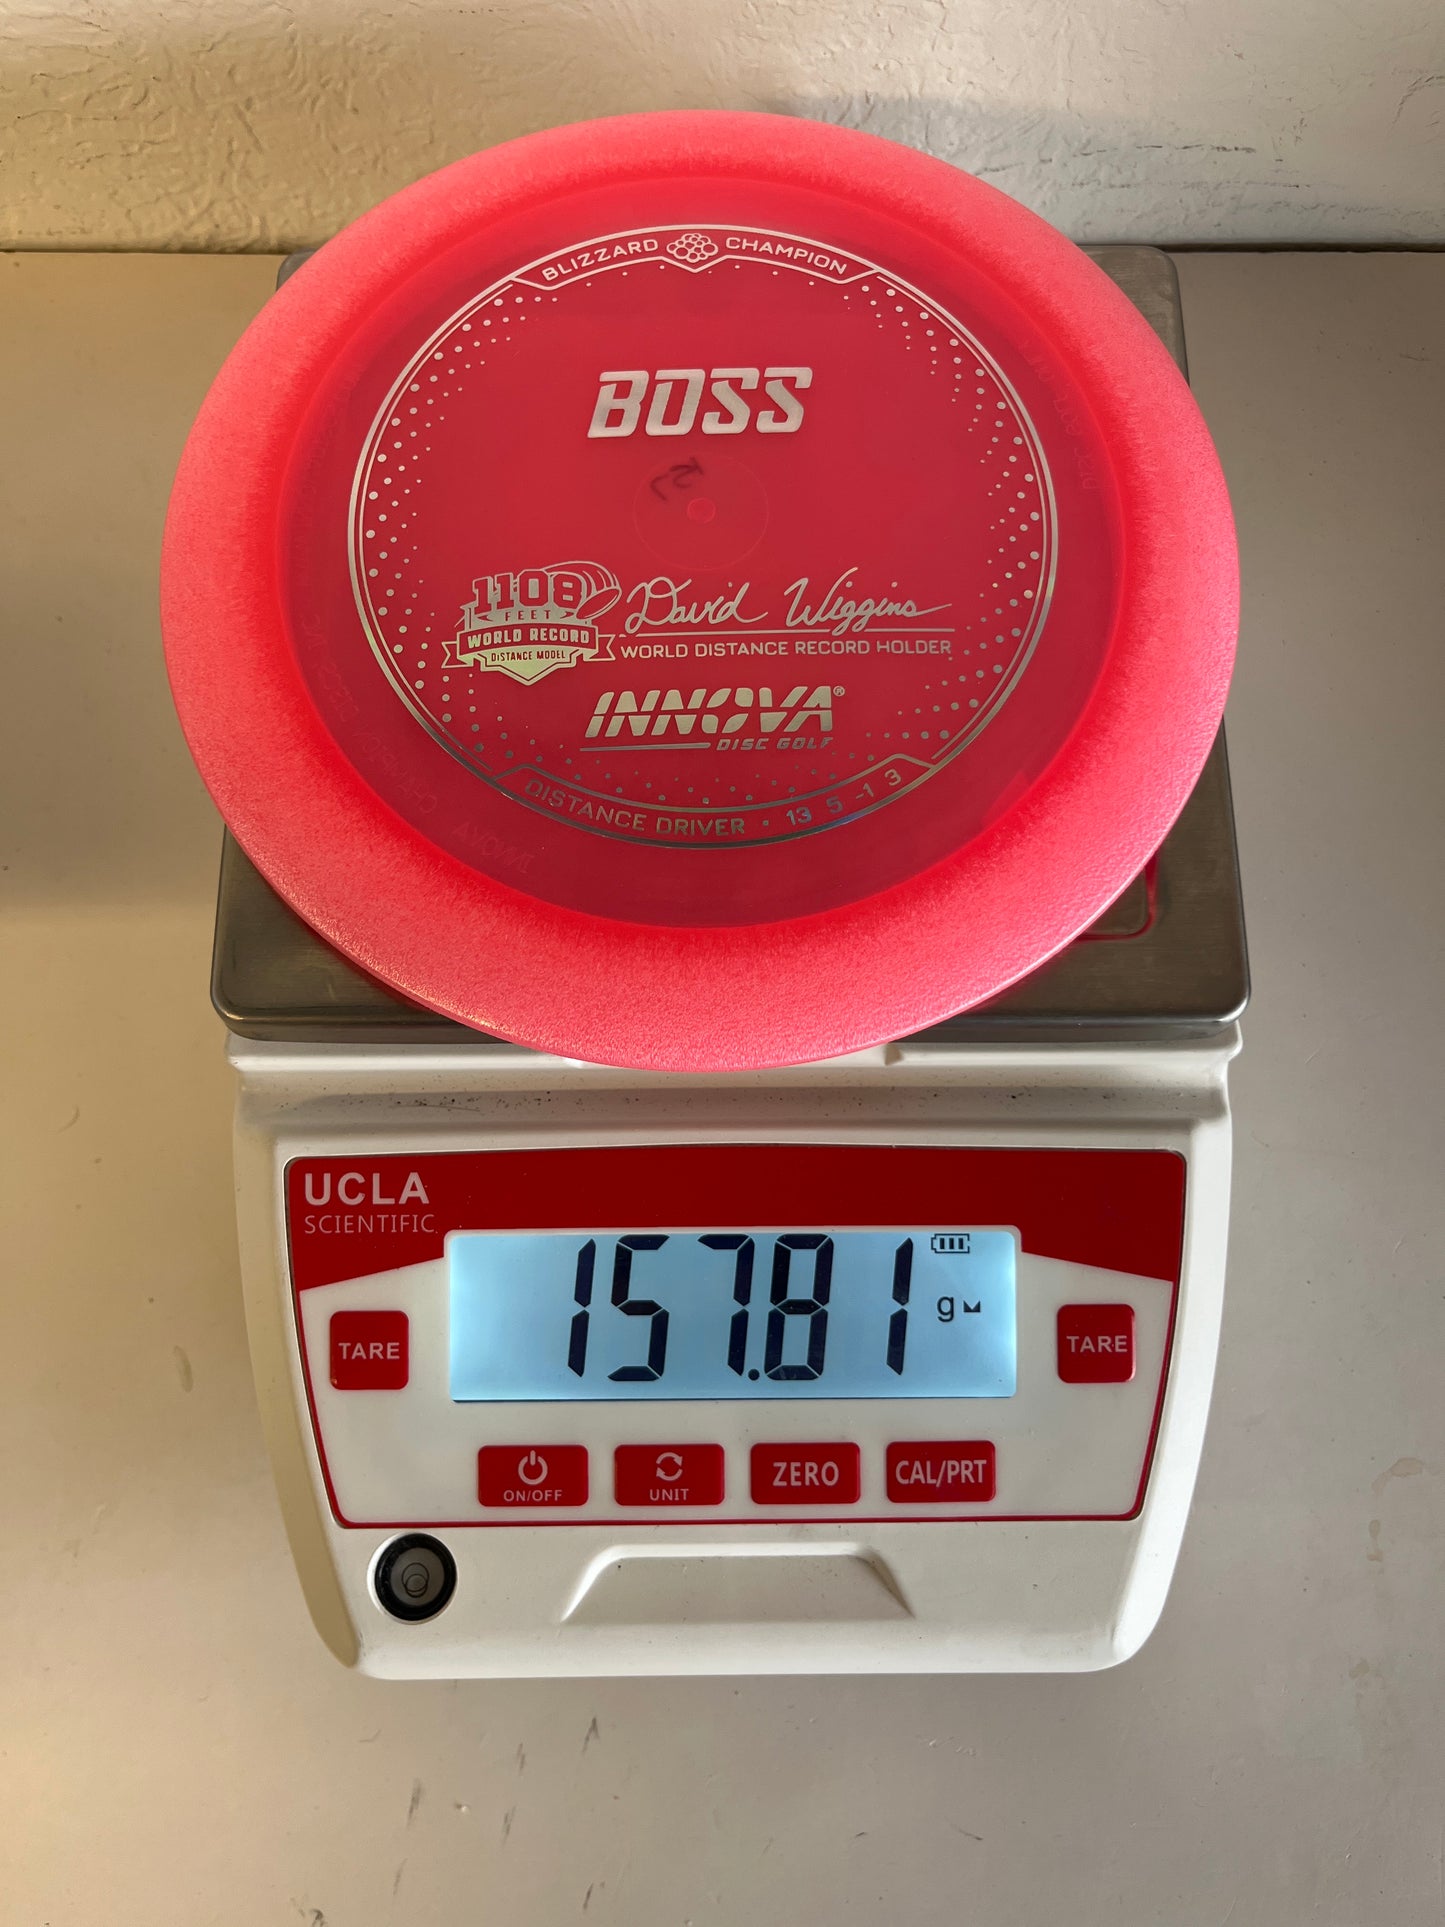 BLIZZARD CHAMPION
BOSS
1108
FEET
WORLD RECORD
DISTANCE MODEL
David Wiggins
WORLD DISTANCE RECORD HOLDER
INNOVA®
DISC GOLF
DISTANCE DRIVER • 13 5 -1 3
UCLA
SCIENTIFIC
157.81 g
TARE
TARE
ON/OFF
UNIT
ZERO
CAL/PRT